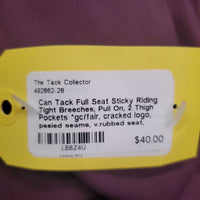 The Tack Collector
492862-28
Can Tack Full Seat Sticky Riding
Tight Breeches, Pull On, 2 Thigh
Pockets *gc/fair, cracked logo,
peeled seams, v.rubbed seat,
$40.00
LB8Z4U